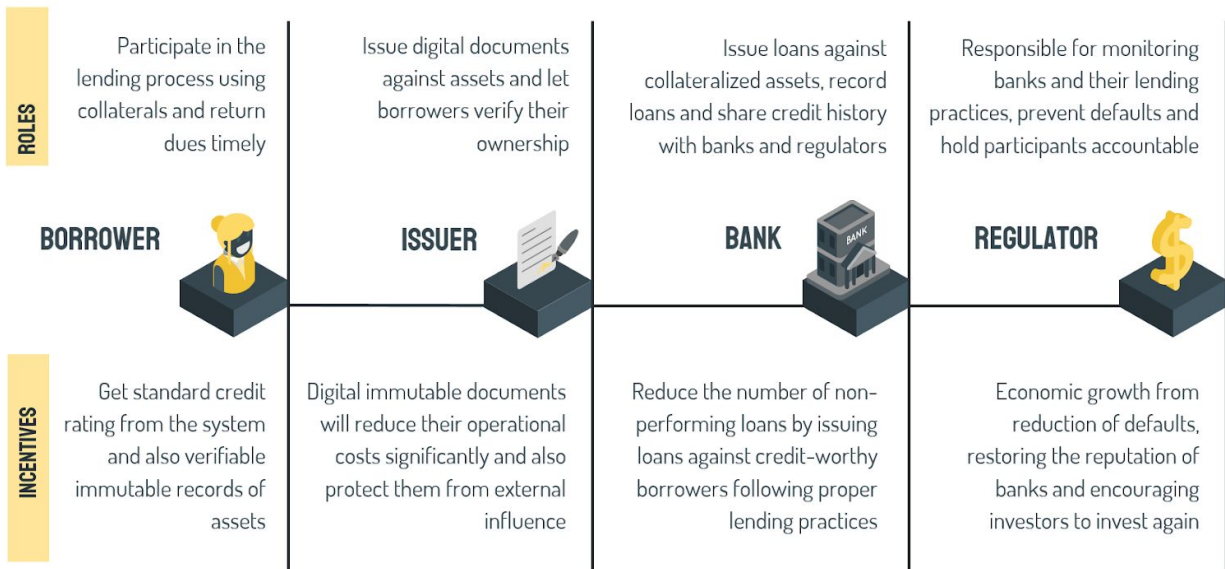 ROLES
Participate in the
lending process using
collaterals and return
dues timely
Issue digital documents
against assets and let
borrowers verify their
ownership
Issue loans against
collateralized assets, record
loans and share credit history
with banks and regulators
Responsible for monitoring
banks and their lending
practices, prevent defaults and
hold participants accountable
BORROWER
ISSUER
BANK
BANK
REGULATOR
INCENTIVES
Get standard credit
rating from the system
and also verifiable
immutable records of
assets
Digital immutable documents
will reduce their operational
costs significantly and also
protect them from external
influence
Reduce the number of non-
performing loans by issuing
loans against credit-worthy
borrowers following proper
lending practices
Economic growth from
reduction of defaults,
restoring the reputation of
banks and encouraging
investors to invest again